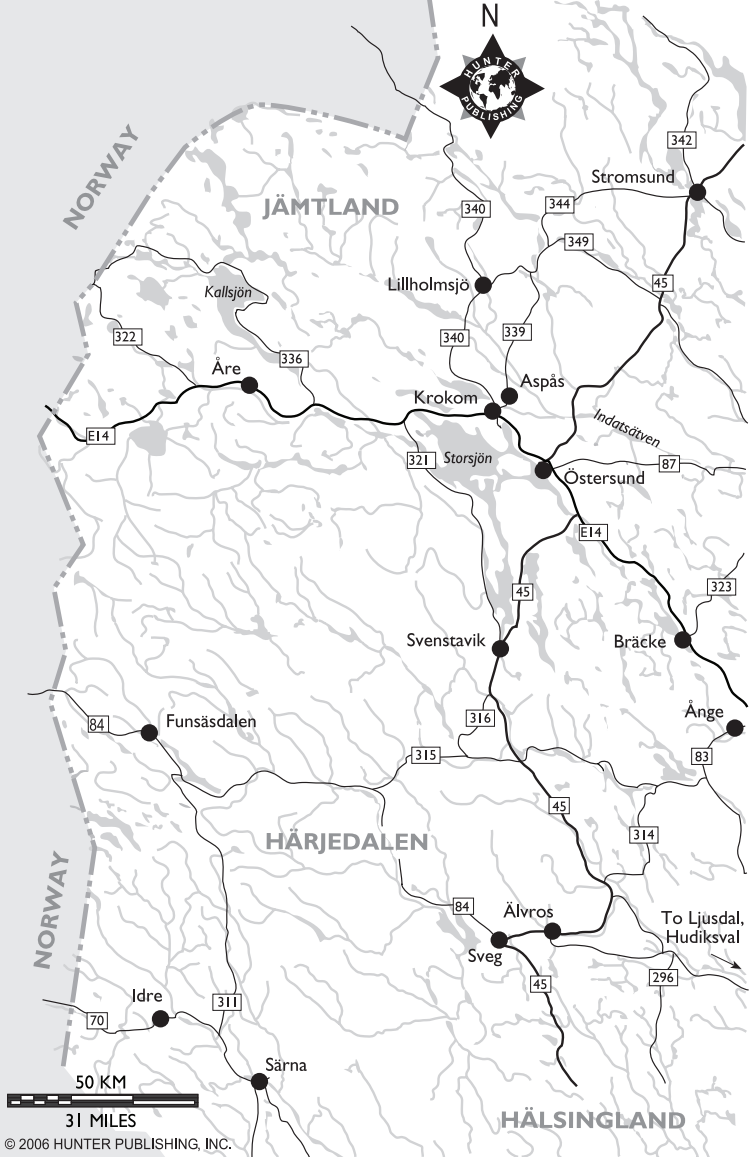 N
HUNTER
PUBLISHING
NORWAY
342
Stromsund
JÄMTLAND
340
344
349
Kallsjön
Lillholmsjö
45
322
340
339
336
Åre
Aspås
Krokom
Indatsätven
E14
321
Storsjön
87
Östersund
E14
323
45
Svenstavik
Bräcke
84
Funsäsdalen
316
Ånge
315
83
45
314
HÄRJEDALEN
NORWAY
84
Älvros
To Ljusdal,
Hudiksval
Sveg
296
45
Idre
311
70
Särna
50 KM
31 MILES
HÄLSINGLAND
© 2006 HUNTER PUBLISHING, INC.